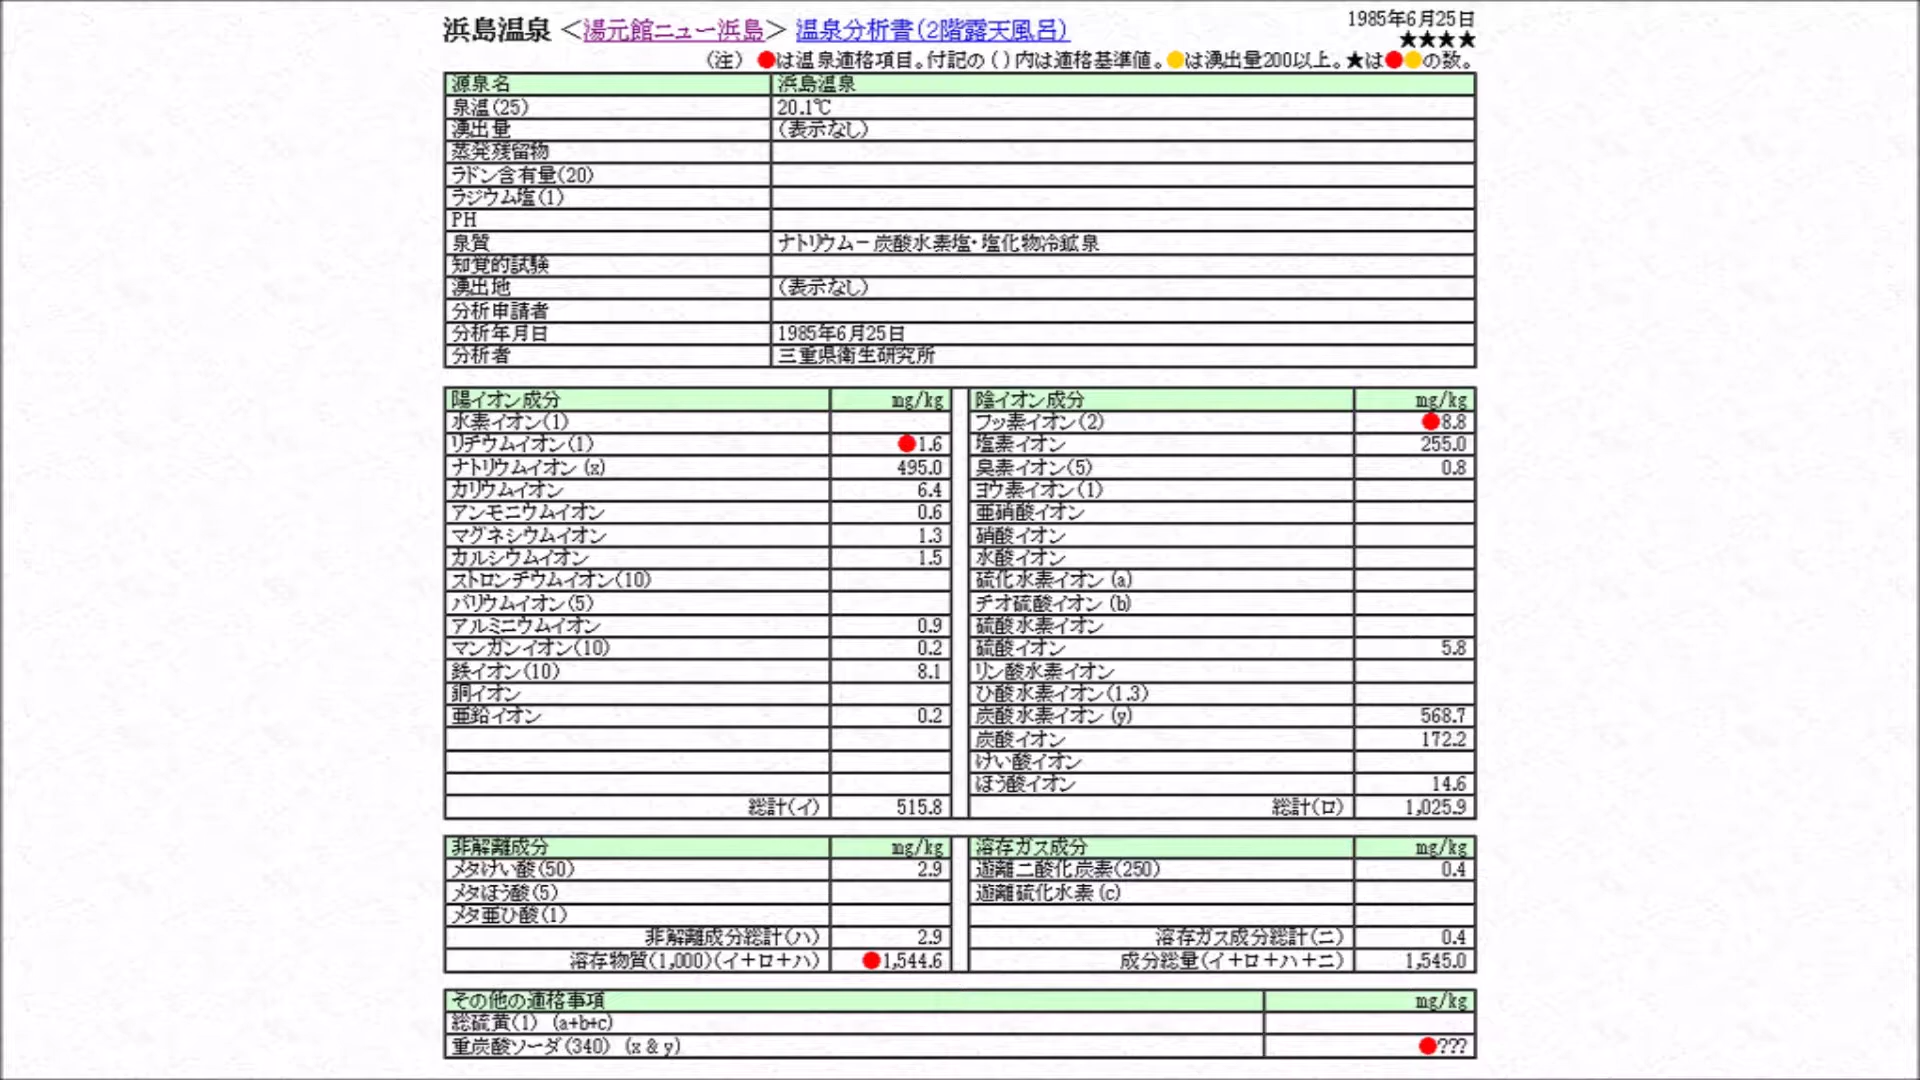 浜島温泉 <湯元館ニュー浜島> 温泉分析書(2階露天風呂)
1985年6月25日
★★★★
(注) ●は温泉適格項目。付記の()内は適格基準値。●は湧出量200以上。★は●●の数。
源泉名 浜島温泉
泉温(25) 20.1℃
湧出量 (表示なし)
蒸発残留物
ラドン含有量(20)
ラジウム塩(1)
PH
泉質 ナトリウム－炭酸水素塩・塩化物冷鉱泉
知覚的試験
湧出地 (表示なし)
分析申請者
分析年月日 1985年6月25日
分析者 三重県衛生研究所
陽イオン成分 mg/kg 陰イオン成分 mg/kg
水素イオン(1) フッ素イオン(2) ●8.8
リチウムイオン(1) ●1.6 塩素イオン 255.0
ナトリウムイオン (x) 495.0 臭素イオン(5) 0.8
カリウムイオン 6.4 ヨウ素イオン(1)
アンモニウムイオン 0.6 亜硝酸イオン
マグネシウムイオン 1.3 硝酸イオン
カルシウムイオン 1.5 水酸イオン
ストロンチウムイオン(10) 硫化水素イオン (a)
バリウムイオン(5) チオ硫酸イオン (b)
アルミニウムイオン 0.9 硫酸水素イオン
マンガンイオン(10) 0.2 硫酸イオン 5.8
鉄イオン(10) 8.1 リン酸水素イオン
銅イオン ひ酸水素イオン(1.3)
亜鉛イオン 0.2 炭酸水素イオン (y) 568.7
炭酸イオン 172.2
けい酸イオン
ほう酸イオン 14.6
総計(イ) 515.8 総計(ロ) 1,025.9
非解離成分 mg/kg 溶存ガス成分 mg/kg
メタけい酸(50) 2.9 遊離二酸化炭素(250) 0.4
メタほう酸(5) 遊離硫化水素 (c)
メタ亜ひ酸(1)
非解離成分総計(ハ) 2.9 溶存ガス成分総計(ニ) 0.4
溶存物質(1,000)(イ+ロ+ハ) ●1,544.6 成分総量(イ+ロ+ハ+ニ) 1,545.0
その他の適格事項 mg/kg
総硫黄(1) (a+b+c)
重炭酸ソーダ(340) (x & y) ●???